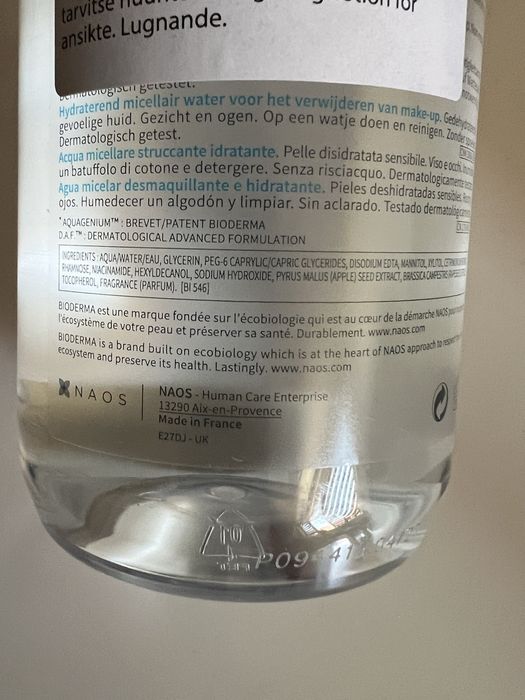 ansikte. Lugnande.
Hydraterend micellair water voor het verwijderen van make-up.
gevoelige huid. Gezicht en ogen. Op een watje doen en reinigen. Zonder
Dermatologisch getest.
Acqua micellare struccante idratante. Pelle disidratata sensibile. Viso e occhi.
un batuffolo di cotone e detergere. Senza risciacquo. Dermatologicamente
Agua micelar desmaquillante e hidratante. Pieles deshidratadas sensibles.
ojos. Humedecer un algodón y limpiar. Sin aclarado. Testado
*AQUAGENIUM™: BREVET/PATENT BIODERMA
D.A.F.™: DERMATOLOGICAL ADVANCED FORMULATION
INGREDIENTS: AQUA/WATER/EAU, GLYCERIN, PEG-6 CAPRYLIC/CAPRIC GLYCERIDES, DISODIUM EDTA, MANNITOL, XYLITOL,
RHAMNOSE, NIACINAMIDE, HEXYLDECANOL, SODIUM HYDROXIDE, PYRUS MALUS (APPLE) SEED EXTRACT, BRASSICA CAMPESTRIS
TOCOPHEROL, FRAGRANCE (PARFUM). [BI 546]
BIODERMA est une marque fondée sur l'écobiologie qui est au cœur de la démarche NAOS pour
l'écosystème de votre peau et préserver sa santé. Durablement. www.naos.com
BIODERMA is a brand built on ecobiology which is at the heart of NAOS approach to respect
ecosystem and preserve its health. Lastingly. www.naos.com
NAOS
NAOS - Human Care Enterprise
13290 Aix-en-Provence
Made in France
E27DJ - UK
01